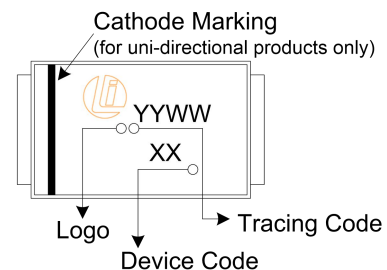 Cathode Marking
(for uni-directional products only)
YYWW
XX
Tracing Code
Logo
Device Code